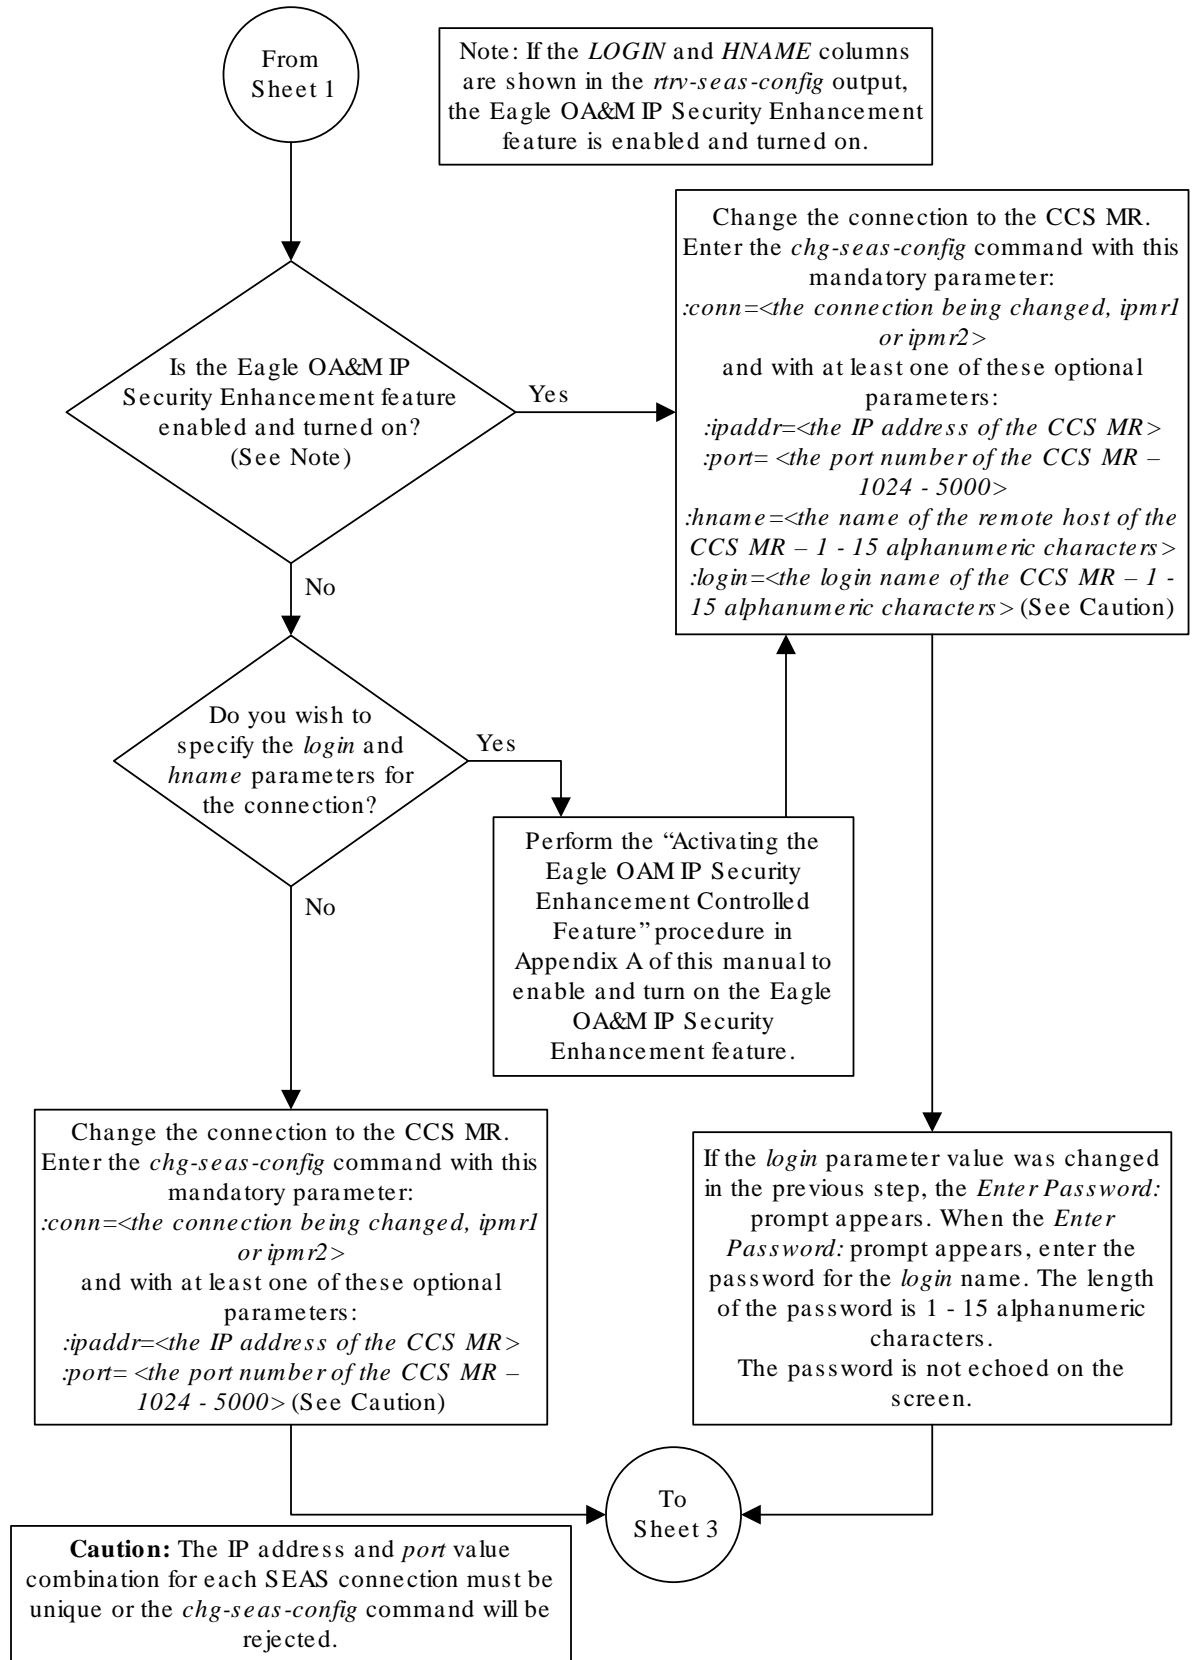 From
Sheet 1
Note: If the LOGIN and HNAME columns
are shown in the rtrv-seas-config output,
the Eagle OA&M IP Security Enhancement
feature is enabled and turned on.
Is the Eagle OA&M IP
Security Enhancement feature
enabled and turned on?
(See Note)
Yes
No
Change the connection to the CCS MR.
Enter the chg-seas-config command with this
mandatory parameter:
:conn=<the connection being changed, ipmr1
or ipmr2>
and with at least one of these optional
parameters:
:ipaddr=<the IP address of the CCS MR>
:port= <the port number of the CCS MR –
1024 - 5000>
:hname=<the name of the remote host of the
CCS MR – 1 - 15 alphanumeric characters>
:login=<the login name of the CCS MR – 1 -
15 alphanumeric characters> (See Caution)
Do you wish to
specify the login and
hname parameters for
the connection?
Yes
No
Perform the “Activating the
Eagle OAM IP Security
Enhancement Controlled
Feature” procedure in
Appendix A of this manual to
enable and turn on the Eagle
OA&M IP Security
Enhancement feature.
Change the connection to the CCS MR.
Enter the chg-seas-config command with this
mandatory parameter:
:conn=<the connection being changed, ipmr1
or ipmr2>
and with at least one of these optional
parameters:
:ipaddr=<the IP address of the CCS MR>
:port= <the port number of the CCS MR –
1024 - 5000> (See Caution)
If the login parameter value was changed
in the previous step, the Enter Password:
prompt appears. When the Enter
Password: prompt appears, enter the
password for the login name. The length
of the password is 1 - 15 alphanumeric
characters.
The password is not echoed on the
screen.
To
Sheet 3
Caution: The IP address and port value
combination for each SEAS connection must be
unique or the chg-seas-config command will be
rejected.